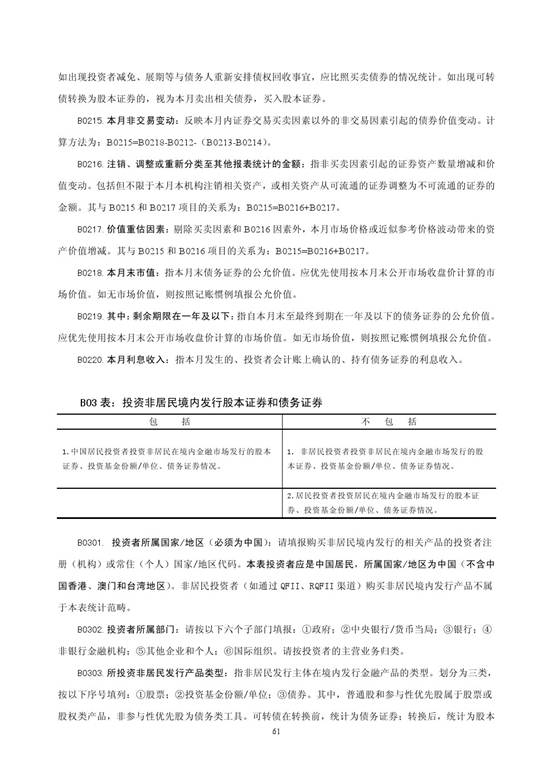 如出现投资者减免、展期等与债务人重新安排债权回收事宜，应比照买卖债券的情况统计。如出现可转
债转换为股本证券的，视为本月卖出相关债券，买入股本证券。
B0215. 本月非交易变动：反映本月内证券交易买卖因素以外的非交易因素引起的债券价值变动。计
算方法为：B0215=B0218-B0212-（B0213-B0214）。
B0216. 注销、调整或重新分类至其他报表统计的金额：指非买卖因素引起的证券资产数量增减和价
值变动。包括但不限于本月本机构注销相关资产，或相关资产从可流通的证券调整为不可流通的证券的
金额。其与 B0215 和 B0217 项目的关系为：B0215=B0216+B0217。
B0217. 价值重估因素：剔除买卖因素和 B0216 因素外，本月市场价格或近似参考价格波动带来的资
产价值增减。其与 B0215 和 B0216 项目的关系为：B0215=B0216+B0217。
B0218. 本月末市值：指本月末债务证券的公允价值。应优先使用按本月末公开市场收盘价计算的市
场价值。如无市场价值，则按照记账惯例填报公允价值。
B0219. 其中：剩余期限在一年及以下：指自本月末至最终到期在一年及以下的债务证券的公允价值。
应优先使用按本月末公开市场收盘价计算的市场价值。如无市场价值，则按照记账惯例填报公允价值。
B0220. 本月利息收入：指本月发生的、投资者会计账上确认的、持有债务证券的利息收入。
B03 表：投资非居民境内发行股本证券和债务证券
包 括
不 包 括
1.中国居民投资者投资非居民在境内金融市场发行的股本
证券、投资基金份额/单位、债务证券情况。
1. 非居民投资者投资非居民在境内金融市场发行的股
本证券、投资基金份额/单位、债务证券情况。
2.居民投资者投资居民在境内金融市场发行的股本证
券、投资基金份额/单位、债务证券情况。
B0301. 投资者所属国家/地区（必须为中国）：请填报购买非居民境内发行的相关产品的投资者注
册（机构）或常住（个人）国家/地区代码。本表投资者应是中国居民，所属国家/地区为中国（不含中
国香港、澳门和台湾地区）。非居民投资者（如通过 QFII、RQFII 渠道）购买非居民境内发行产品不属
于本表统计范畴。
B0302. 投资者所属部门：请按以下六个子部门填报：①政府；②中央银行/货币当局；③银行；④
非银行金融机构；⑤其他企业和个人；⑥国际组织。请按投资者的主营业务归类。
B0303. 所投资非居民发行产品类型：指非居民发行主体在境内发行金融产品的类型。划分为三类，
按以下序号填列：①股票；②投资基金份额/单位；③债券。其中，普通股和参与性优先股属于股票或
股权类产品，非参与性优先股为债务类工具。可转债在转换前，统计为债务证券；转换后，统计为股本
61